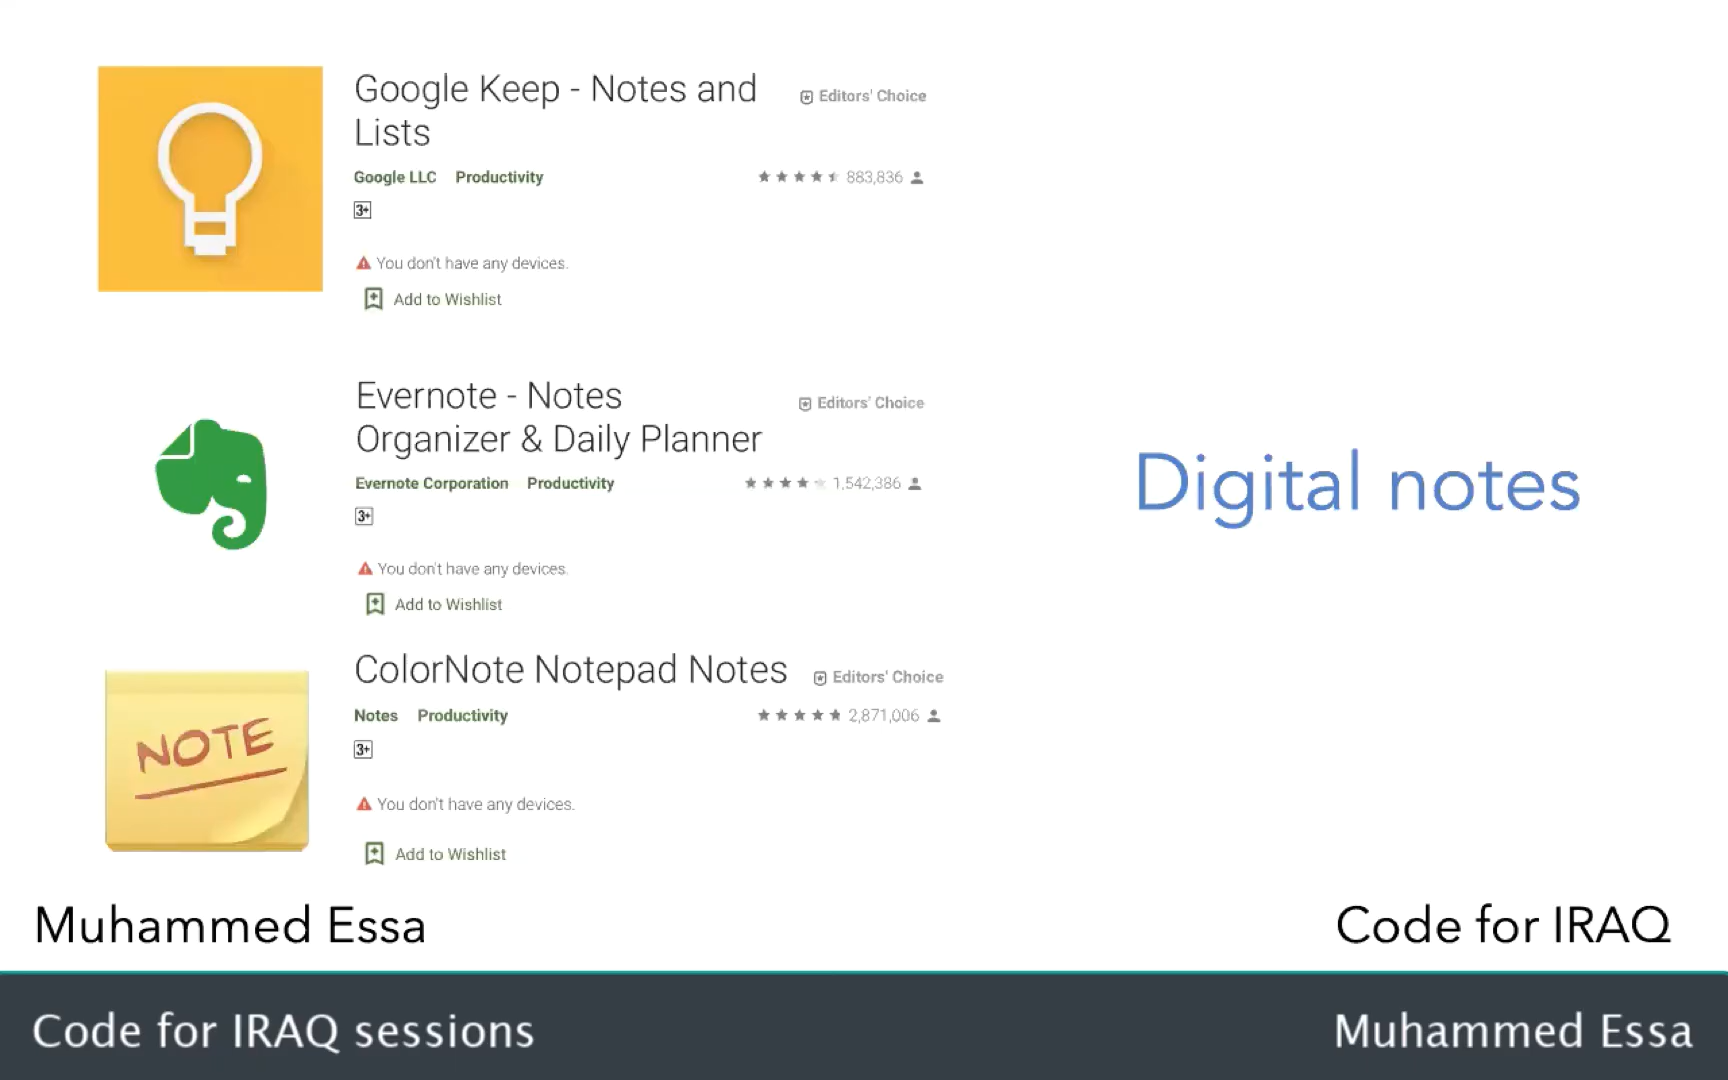 Google Keep - Notes and
Lists
Editors' Choice
Google LLC Productivity
883,836
3+
You don't have any devices.
Add to Wishlist
Evernote - Notes
Organizer & Daily Planner
Editors' Choice
Evernote Corporation Productivity
1,542,386
3+
You don't have any devices.
Add to Wishlist
Digital notes
NOTE
ColorNote Notepad Notes
Editors' Choice
Notes Productivity
2,871,006
3+
You don't have any devices.
Add to Wishlist
Muhammed Essa
Code for IRAQ
Code for IRAQ sessions
Muhammed Essa